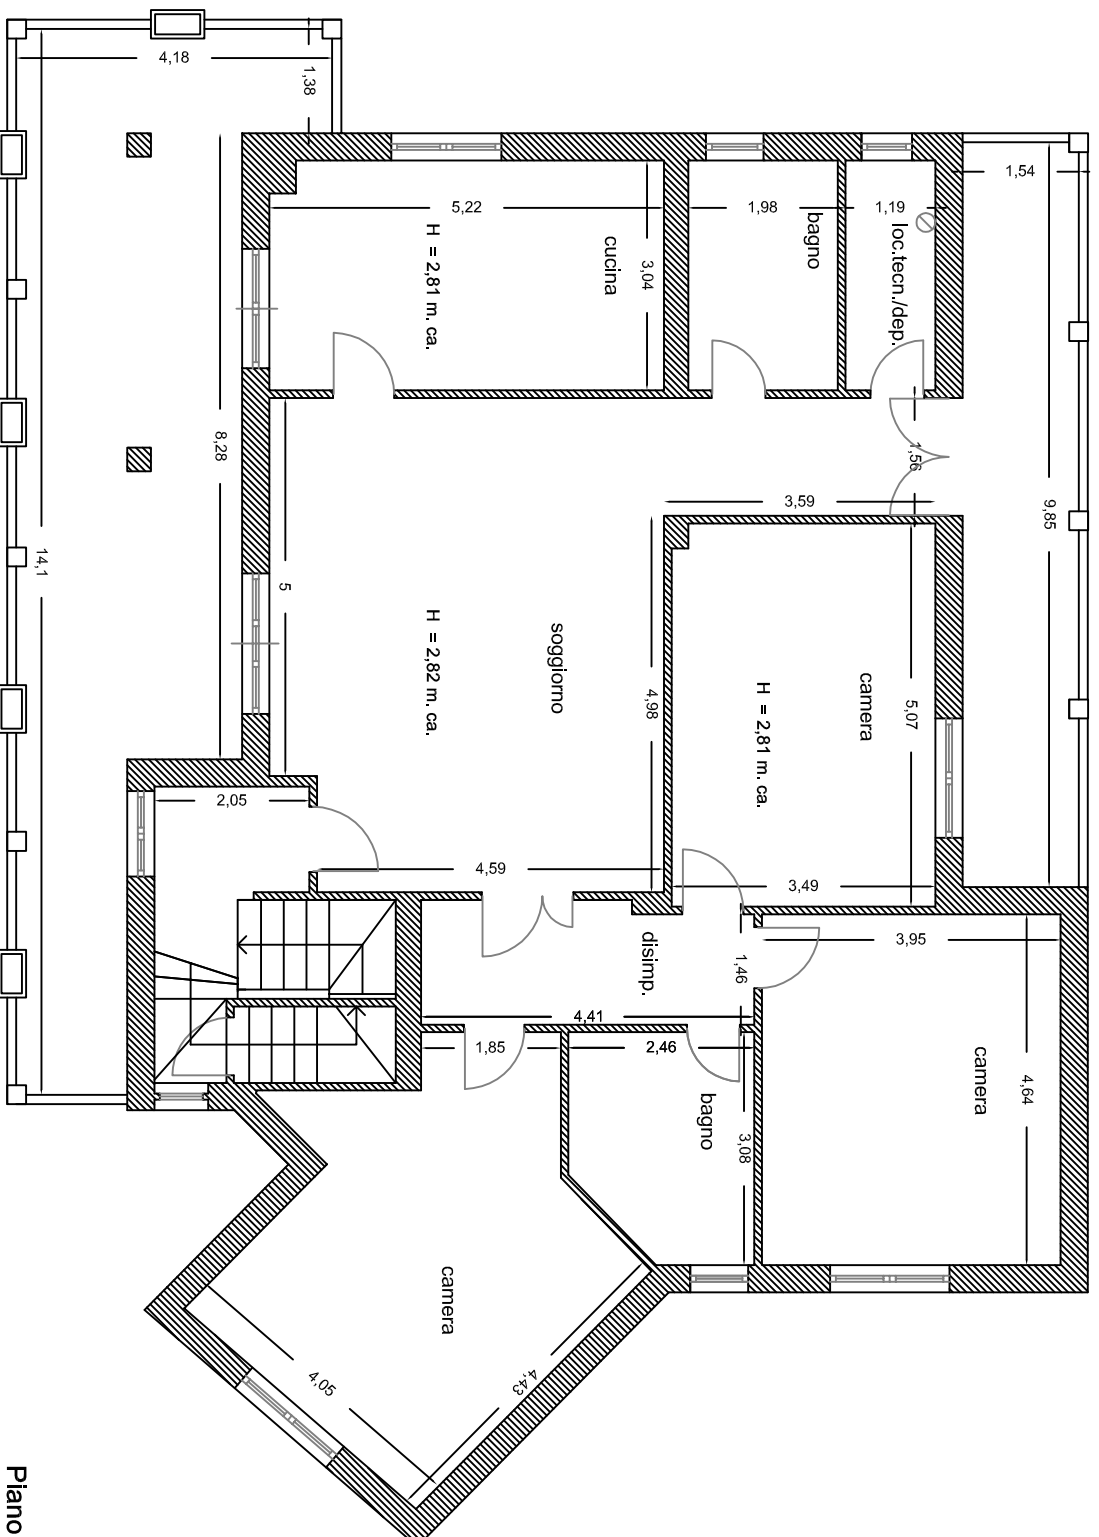 4,18
1,38
1,54
5,22
1,98
1,19
bagno
loc.tecn./dep.
H = 2,81 m. ca.
cucina
3,04
8,28
1,56
3,59
9,85
14,1
5
soggiorno
H = 2,82 m. ca.
4,98
camera
5,07
H = 2,81 m. ca.
2,05
4,59
3,49
3,95
disimp.
1,46
4,41
1,85
2,46
camera
4,64
bagno
3,08
camera
4,05
4,43
Piano